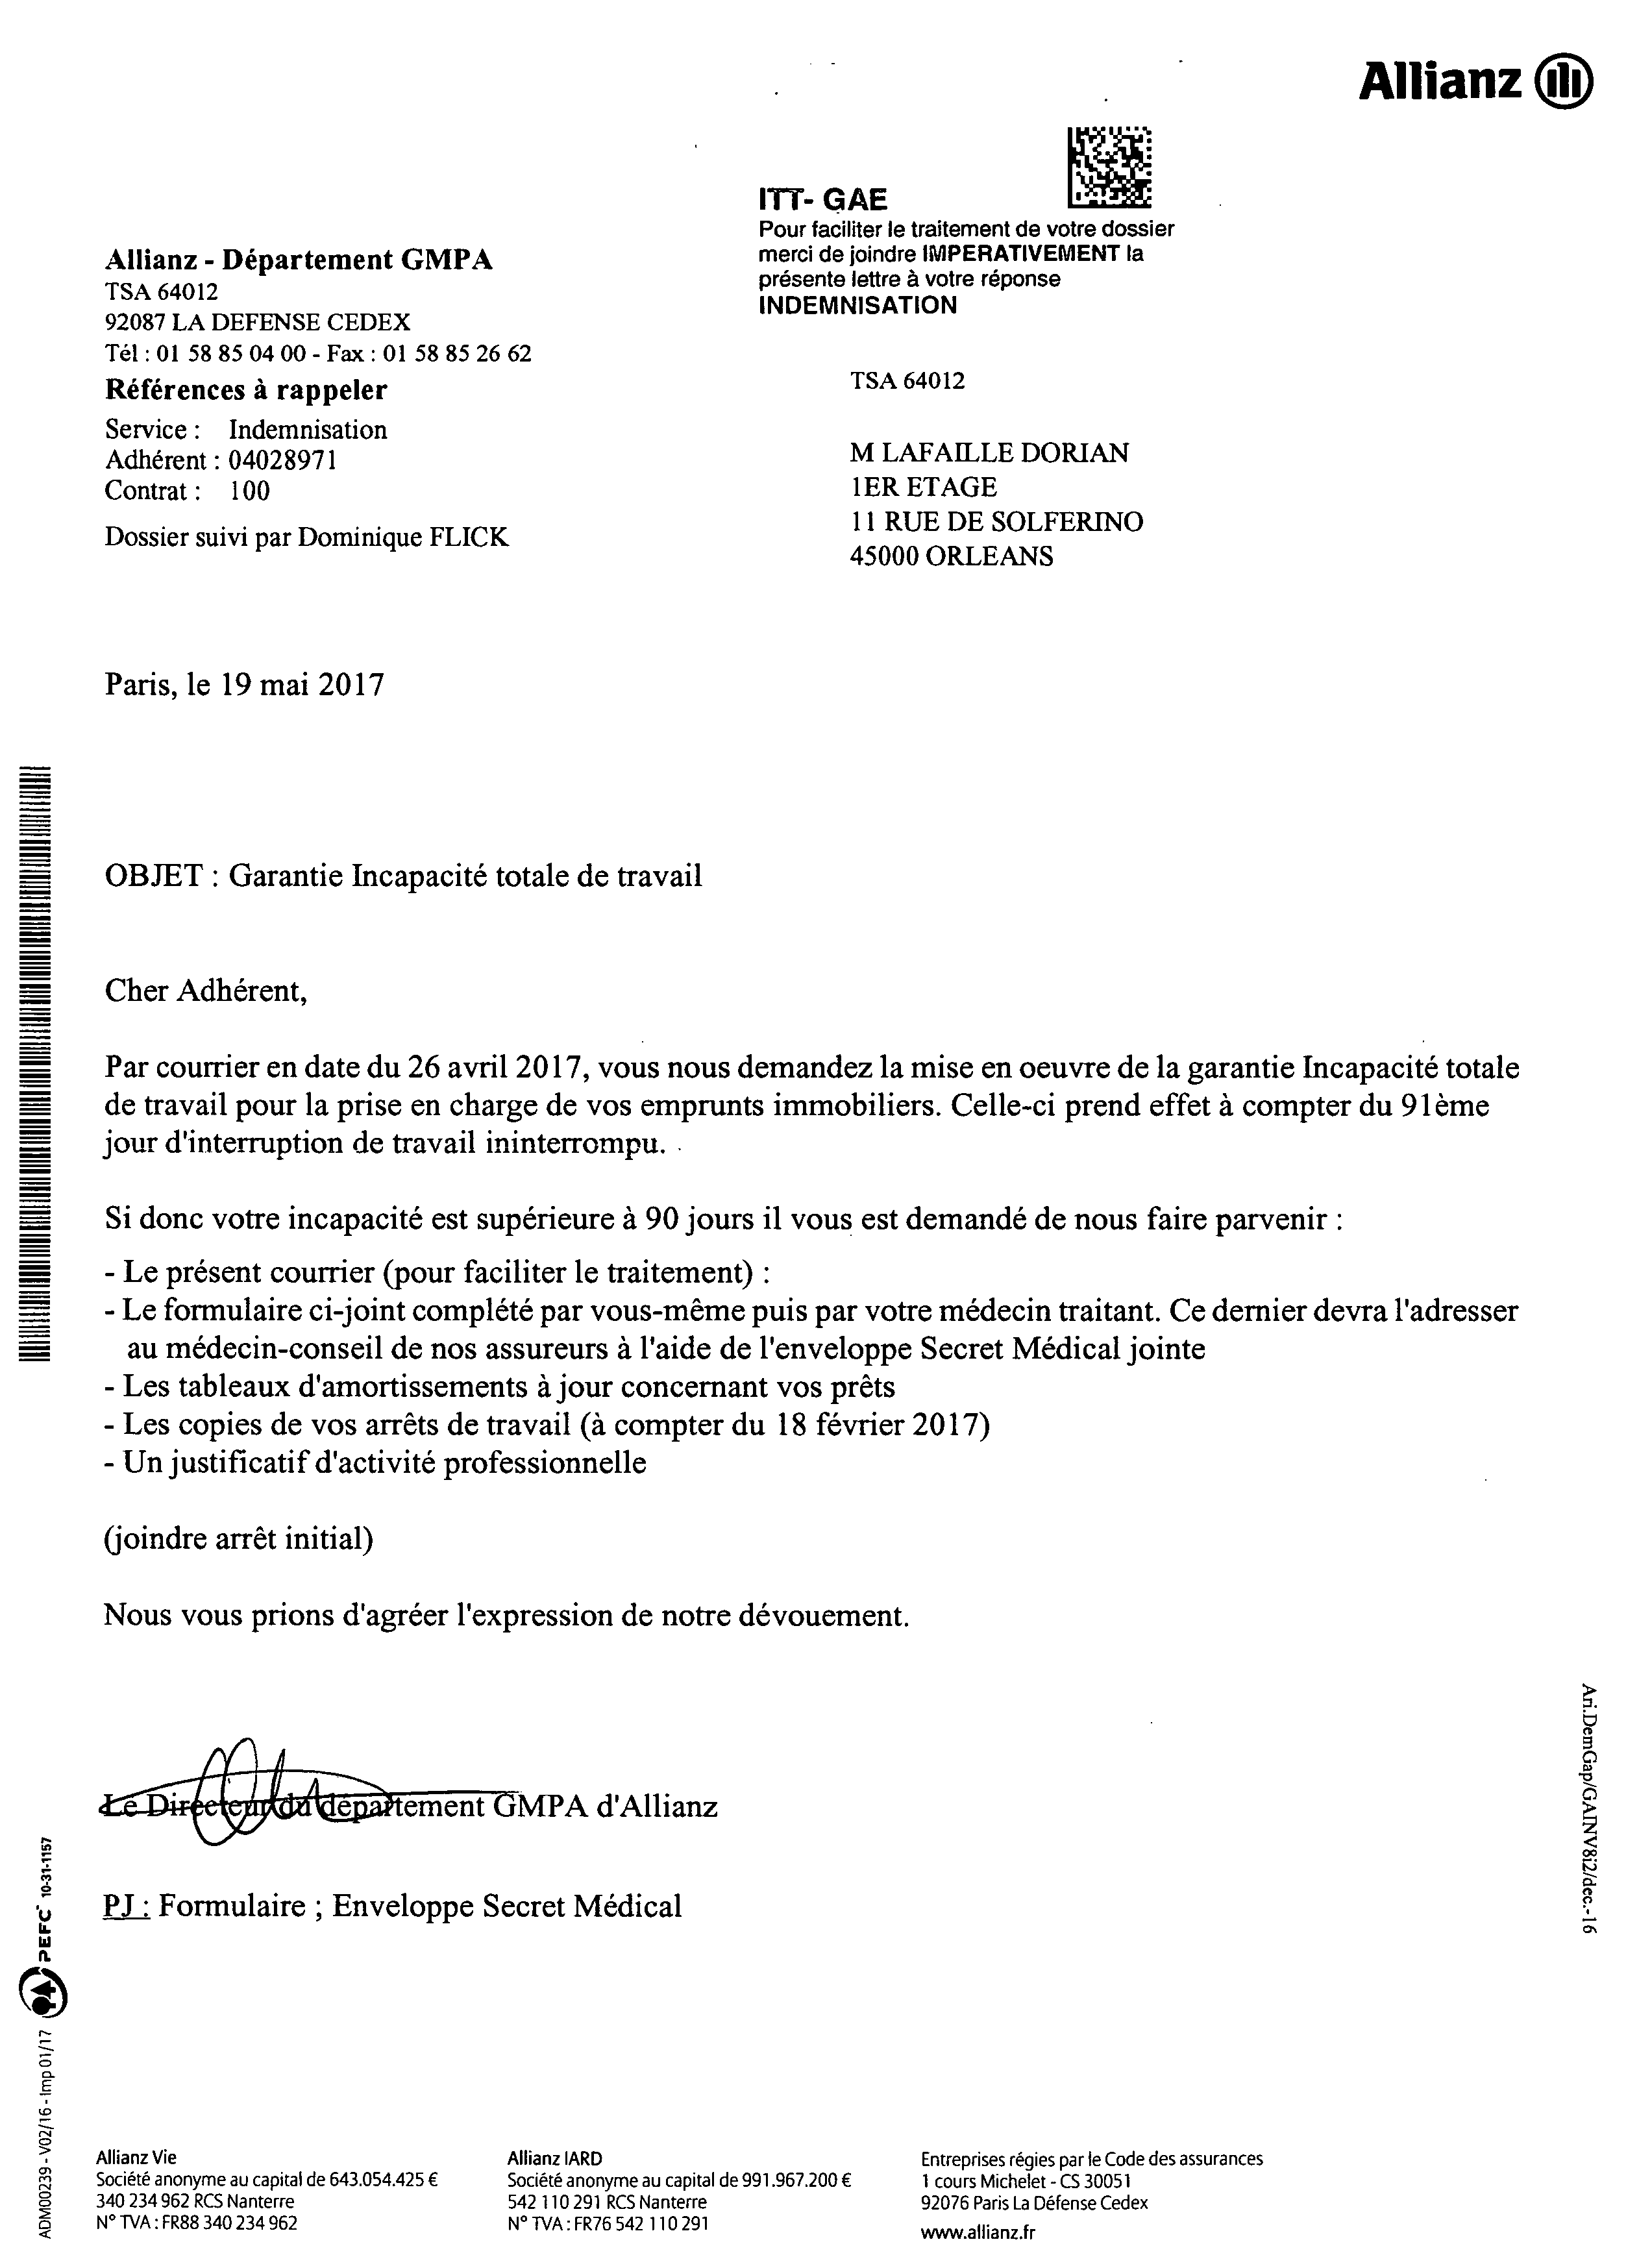 Allianz
ITT- GAE
Pour faciliter le traitement de votre dossier
merci de joindre IMPERATIVEMENT la
présente lettre à votre réponse
INDEMNISATION
Allianz - Département GMPA
TSA 64012
92087 LA DEFENSE CEDEX
Tél : 01 58 85 04 00 - Fax : 01 58 85 26 62
Références à rappeler
Service : Indemnisation
Adhérent : 04028971
Contrat : 100
Dossier suivi par Dominique FLICK
TSA 64012
M LAFAILLE DORIAN
1ER ETAGE
11 RUE DE SOLFERINO
45000 ORLEANS
Paris, le 19 mai 2017
OBJET : Garantie Incapacité totale de travail
Cher Adhérent,
Par courrier en date du 26 avril 2017, vous nous demandez la mise en oeuvre de la garantie Incapacité totale
de travail pour la prise en charge de vos emprunts immobiliers. Celle-ci prend effet à compter du 91ème
jour d'interruption de travail ininterrompu.
Si donc votre incapacité est supérieure à 90 jours il vous est demandé de nous faire parvenir :
- Le présent courrier (pour faciliter le traitement) :
- Le formulaire ci-joint complété par vous-même puis par votre médecin traitant. Ce dernier devra l'adresser
au médecin-conseil de nos assureurs à l'aide de l'enveloppe Secret Médical jointe
- Les tableaux d'amortissements à jour concernant vos prêts
- Les copies de vos arrêts de travail (à compter du 18 février 2017)
- Un justificatif d'activité professionnelle
(joindre arrêt initial)
Nous vous prions d'agréer l'expression de notre dévouement.
Le Directeur du département GMPA d'Allianz
PJ : Formulaire ; Enveloppe Secret Médical
Ari.DemGap/GAINV8i2/dec.-16
PEFC 10-31-1157
ADM00239 - V02/16 - Imp 01/17
Allianz Vie
Société anonyme au capital de 643.054.425 €
340 234 962 RCS Nanterre
N° TVA : FR88 340 234 962
Allianz IARD
Société anonyme au capital de 991.967.200 €
542 110 291 RCS Nanterre
N° TVA : FR76 542 110 291
Entreprises régies par le Code des assurances
1 cours Michelet - CS 30051
92076 Paris La Défense Cedex
www.allianz.fr